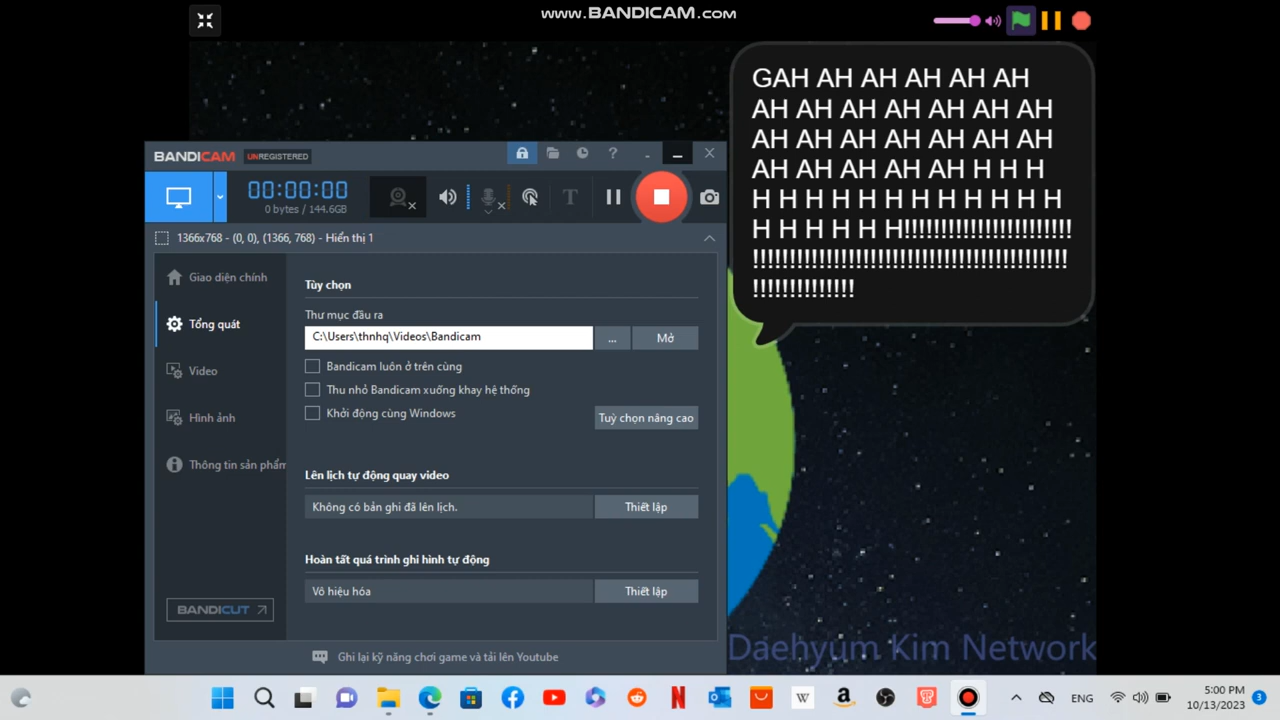 www.BANDICAM.com
GAH AH AH AH AH AH
AH AH AH AH AH AH AH
AH AH AH AH AH AH AH
AH AH AH AH AH H H H
H H H H H H H H H H H H
H H H H H H!!!!!!!!!!!!!!!!!!!!!!!
!!!!!!!!!!!!!!!!!!!!!!!!!!!!!!!!!!!!!!!!!!!
!!!!!!!!!!!!!!
BANDICAM UNREGISTERED
00:00:00
0 bytes / 144.6GB
1366x768 - (0, 0), (1366, 768) - Hiển thị 1
Giao diện chính
Tổng quát
Video
Hình ảnh
Thông tin sản phẩm
BANDICUT
Tùy chọn
Thư mục đầu ra
C:\Users\thnhq\Videos\Bandicam
... Mở
Bandicam luôn ở trên cùng
Thu nhỏ Bandicam xuống khay hệ thống
Khởi động cùng Windows
Tuỳ chọn nâng cao
Lên lịch tự động quay video
Không có bản ghi đã lên lịch. Thiết lập
Hoàn tất quá trình ghi hình tự động
Vô hiệu hóa Thiết lập
Ghi lại kỹ năng chơi game và tải lên Youtube
Daehyum Kim Network
ENG
5:00 PM
10/13/2023
3